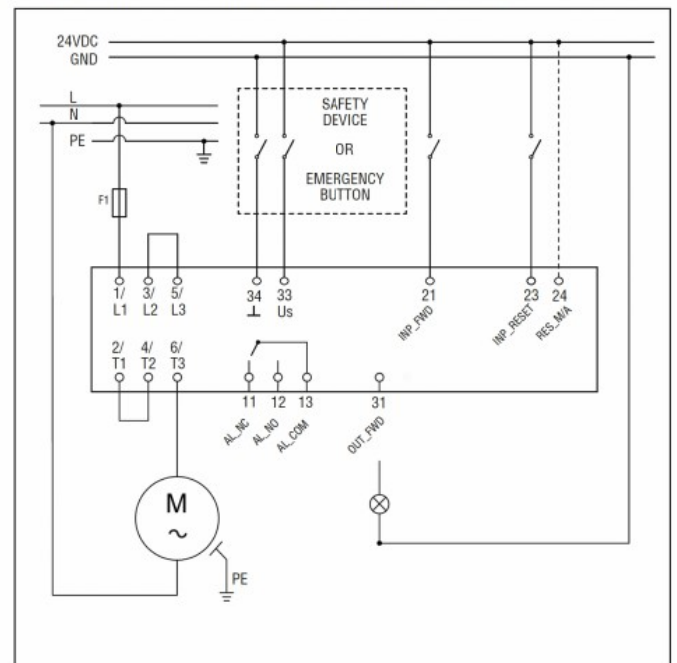 24VDC
GND
L
N
PE
SAFETY
DEVICE
OR
EMERGENCY
BUTTON
F1
1/ 3/ 5/ 34 33 21 23 24
L1 L2 L3 ⊥ Us INP_FWD INP_RESET RES_M/A
2/ 4/ 6/
T1 T2 T3
11 12 13 31
AL_NC AL_NO AL_COM OUT_FWD
M
~
PE